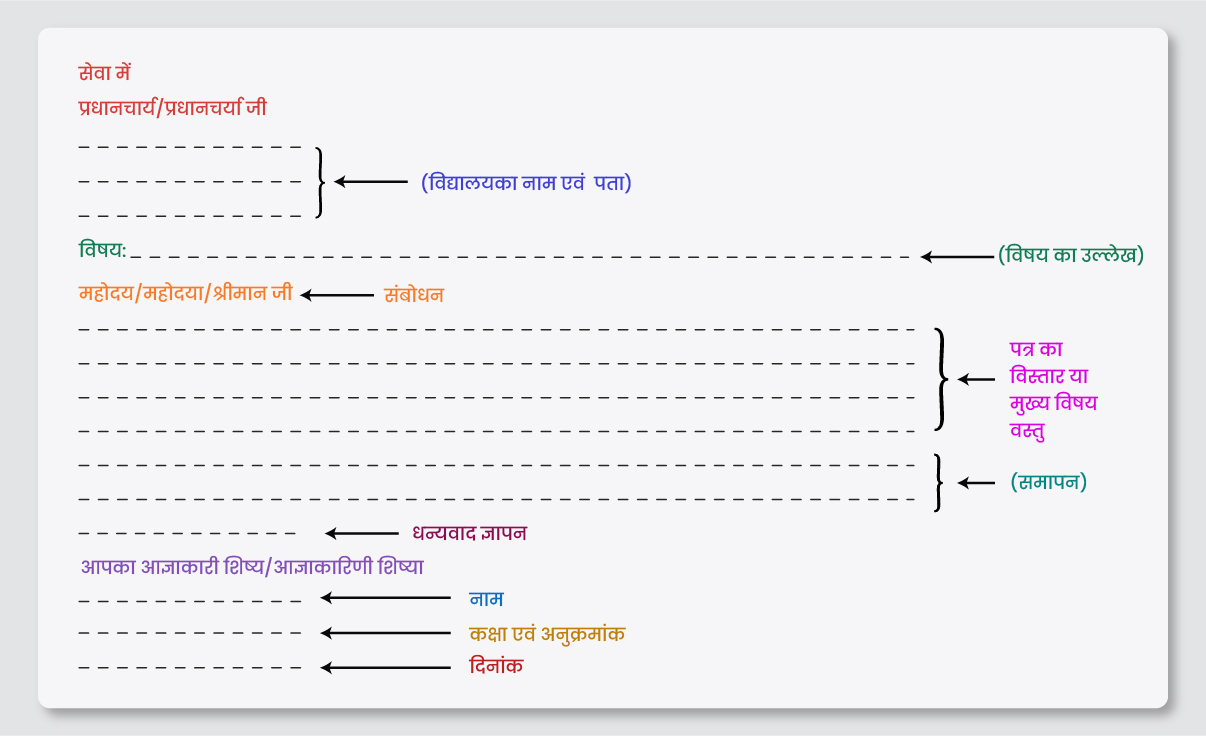 सेवा में
प्रधानचार्य/प्रधानचर्या जी
(विद्यालयका नाम एवं पता)
विषय: (विषय का उल्लेख)
महोदय/महोदया/श्रीमान जी संबोधन
पत्र का
विस्तार या
मुख्य विषय
वस्तु
(समापन)
धन्यवाद ज्ञापन
आपका आज्ञाकारी शिष्य/आज्ञाकारिणी शिष्या
नाम
कक्षा एवं अनुक्रमांक
दिनांक